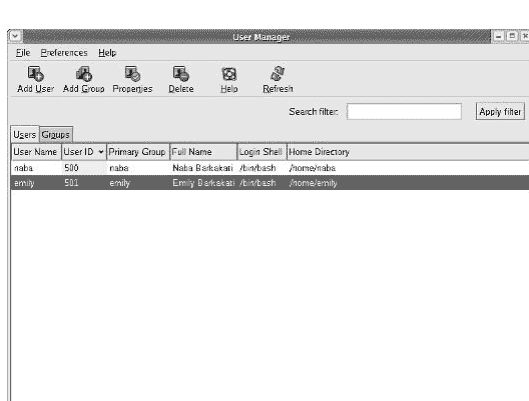 User Manager
File Preferences Help
Add User Add Group Properties Delete Help Refresh
Search filter: Apply filter
Users Groups
User Name User ID Primary Group Full Name Login Shell Home Directory
naba 500 naba Naba Barkakati /bin/bash /home/naba
emily 501 emily Emily Barkakati /bin/bash /home/emily